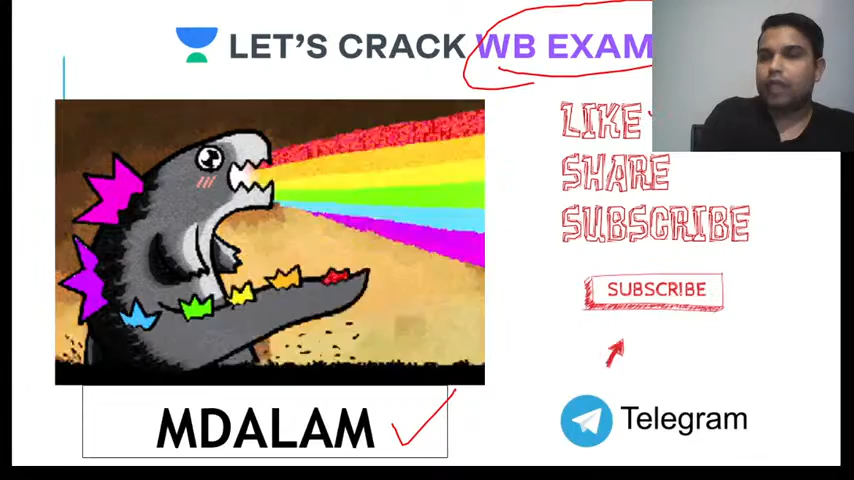 LET'S CRACK WB EXAM
LIKE
SHARE
SUBSCRIBE
SUBSCRIBE
MDALAM
Telegram